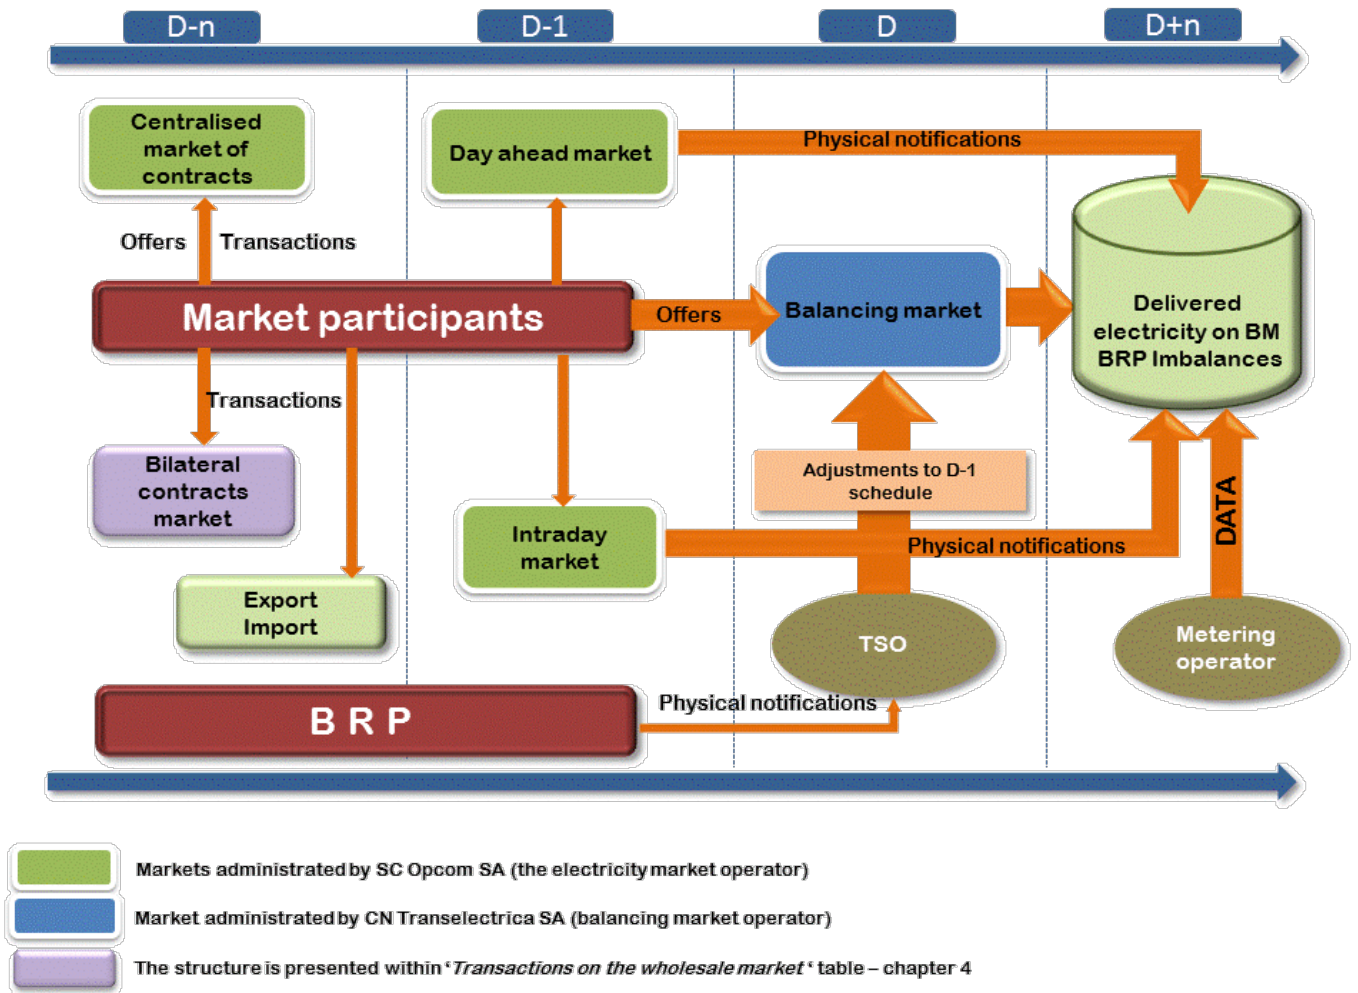 D-n
D-1
D
D+n
Centralised
market of
contracts
Day ahead market
Physical notifications
Offers
Transactions
Market participants
Offers
Balancing market
Delivered
electricity on BM
BRP Imbalances
Transactions
Bilateral
contracts
market
Adjustments to D-1
schedule
Intraday
market
Physical notifications
DATA
Export
Import
TSO
Metering
operator
B R P
Physical notifications
Markets administrated by SC Opcom SA (the electricity market operator)
Market administrated by CN Transelectrica SA (balancing market operator)
The structure is presented within ‘Transactions on the wholesale market ‘ table – chapter 4